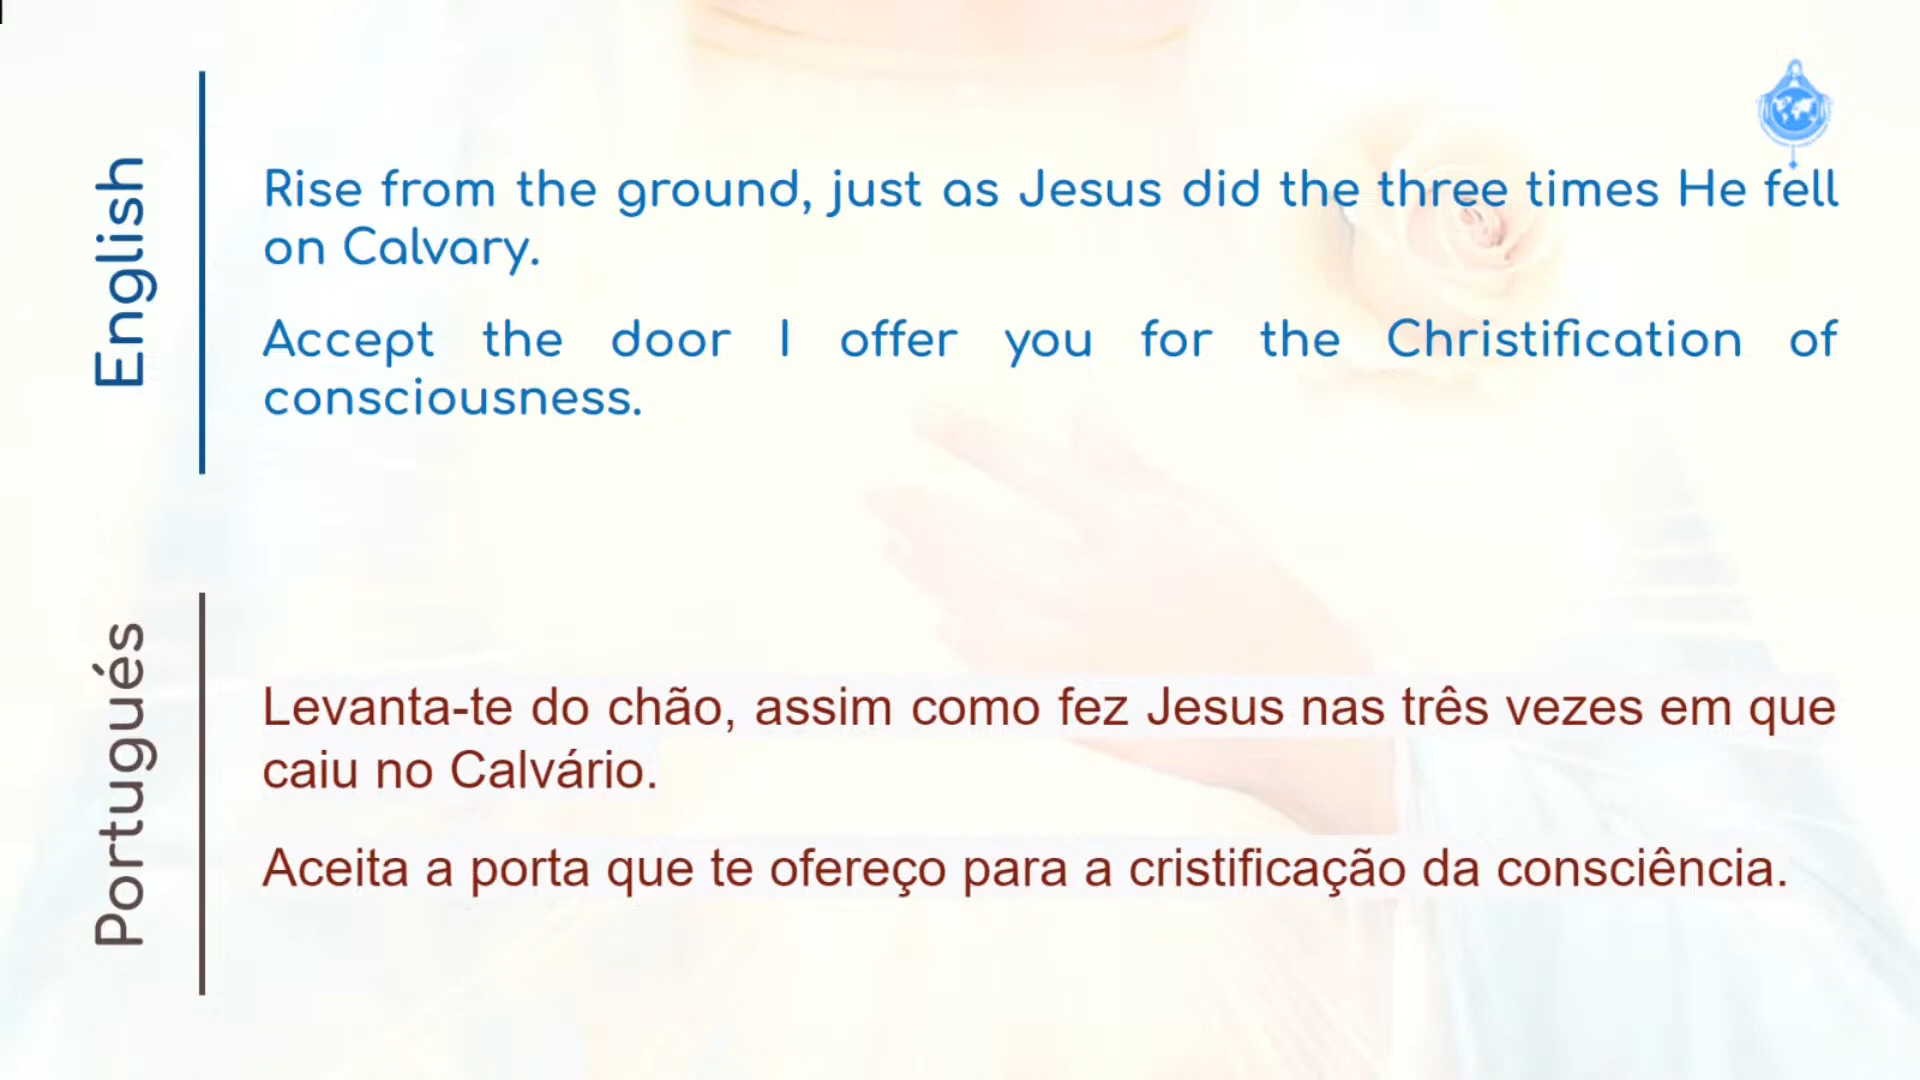 English
Rise from the ground, just as Jesus did the three times He fell
on Calvary.
Accept the door I offer you for the Christification of
consciousness.
Portugués
Levanta-te do chão, assim como fez Jesus nas três vezes em que
caiu no Calvário.
Aceita a porta que te ofereço para a cristificação da consciência.